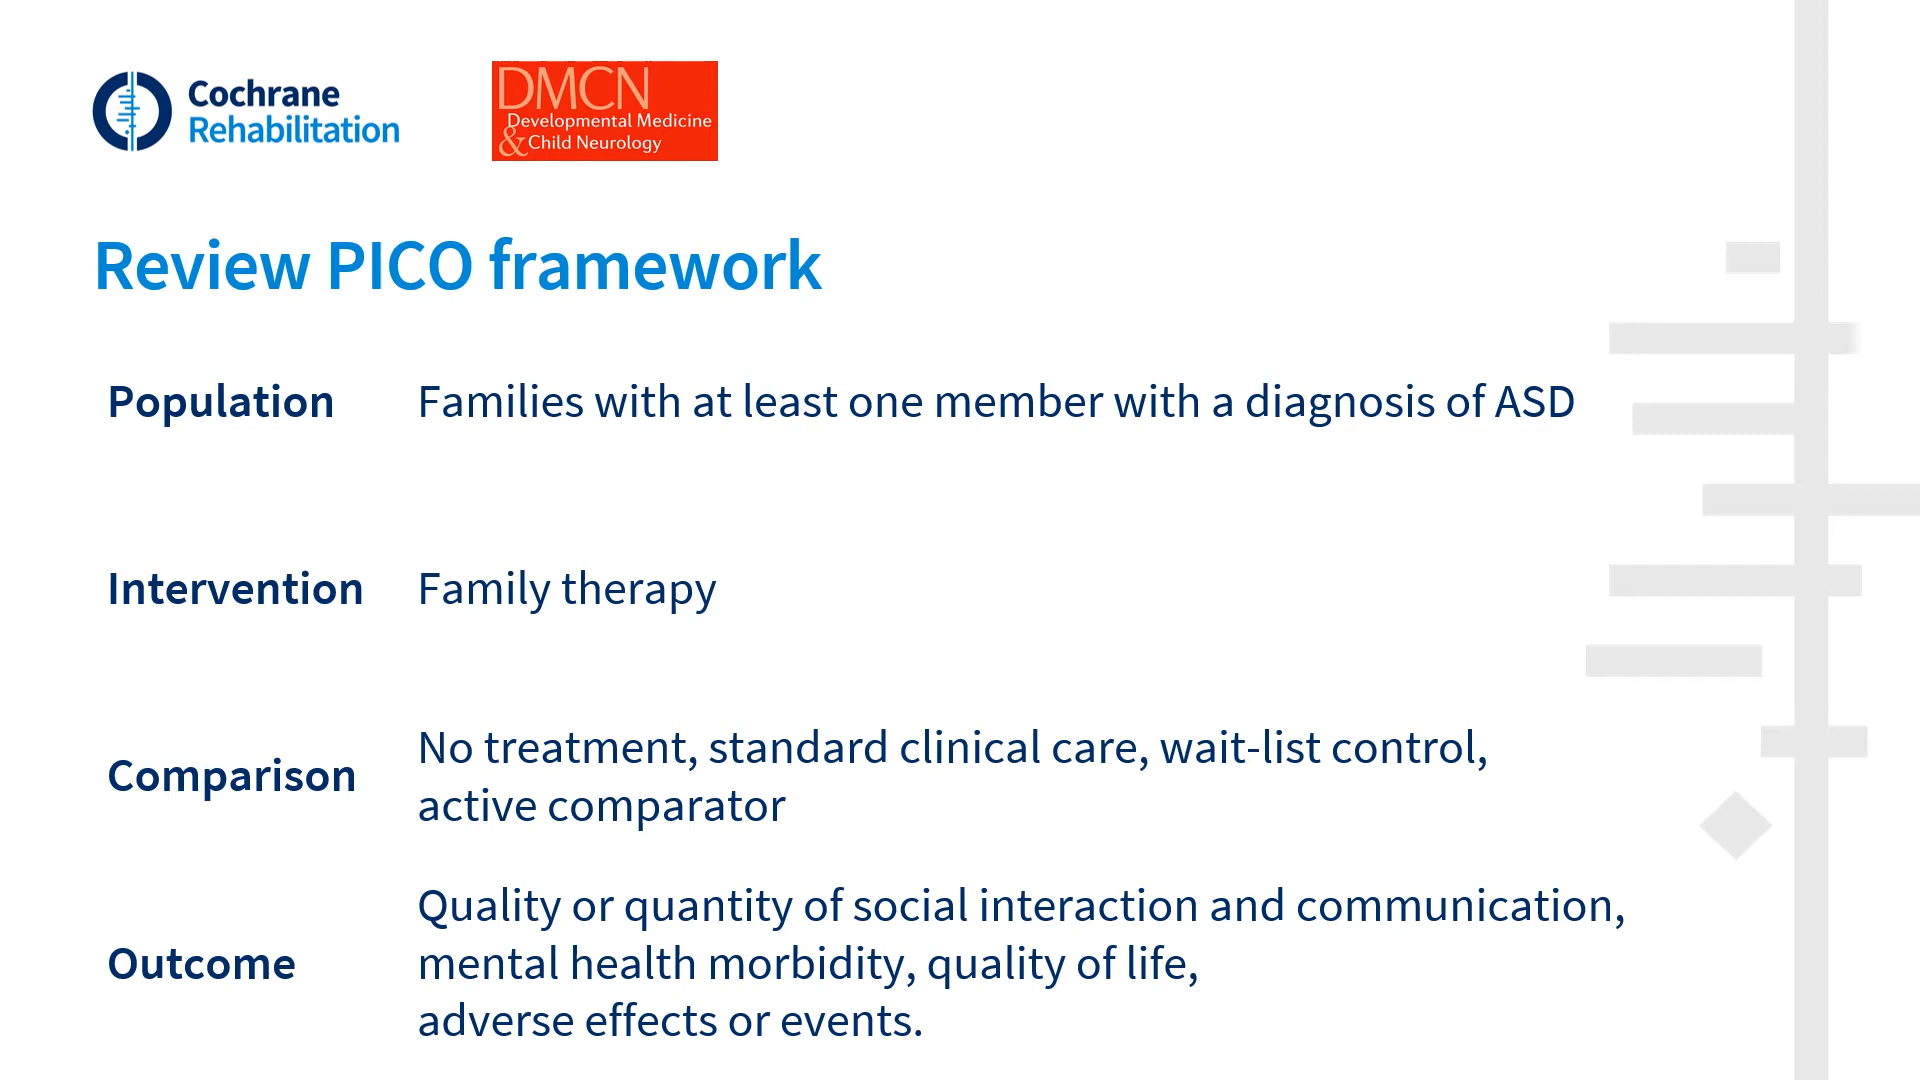 Cochrane
Rehabilitation
DMCN
Developmental Medicine
& Child Neurology
Review PICO framework
Population
Families with at least one member with a diagnosis of ASD
Intervention
Family therapy
Comparison
No treatment, standard clinical care, wait-list control,
active comparator
Outcome
Quality or quantity of social interaction and communication,
mental health morbidity, quality of life,
adverse effects or events.